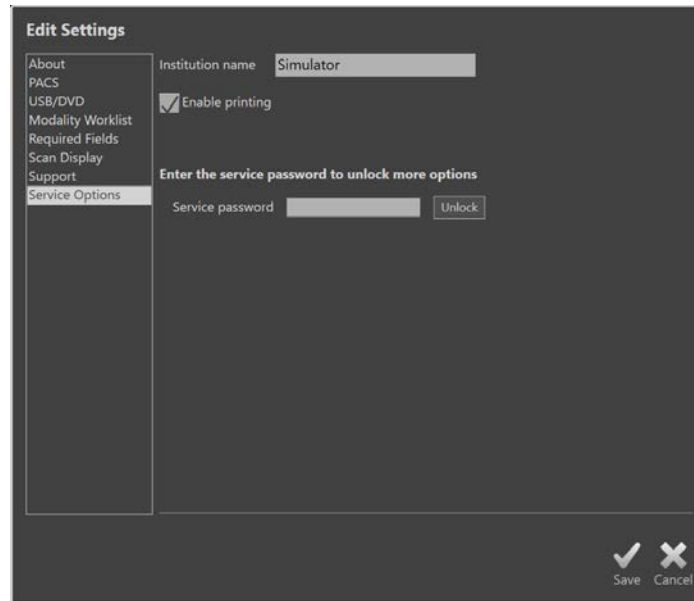 Edit Settings
About
PACS
USB/DVD
Modality Worklist
Required Fields
Scan Display
Support
Service Options
Institution name Simulator
Enable printing
Enter the service password to unlock more options
Service password Unlock
Save Cancel